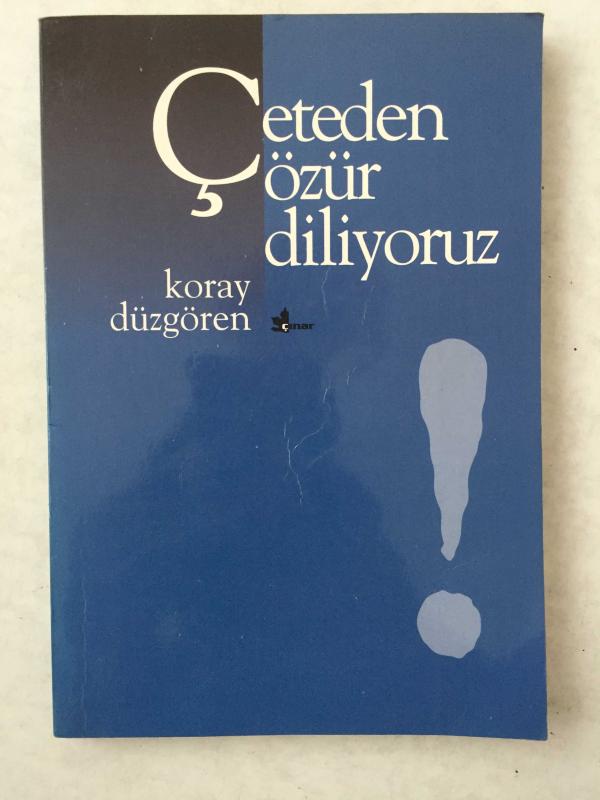 Çeteden
özür
diliyoruz
koray
düzgören
çınar
!